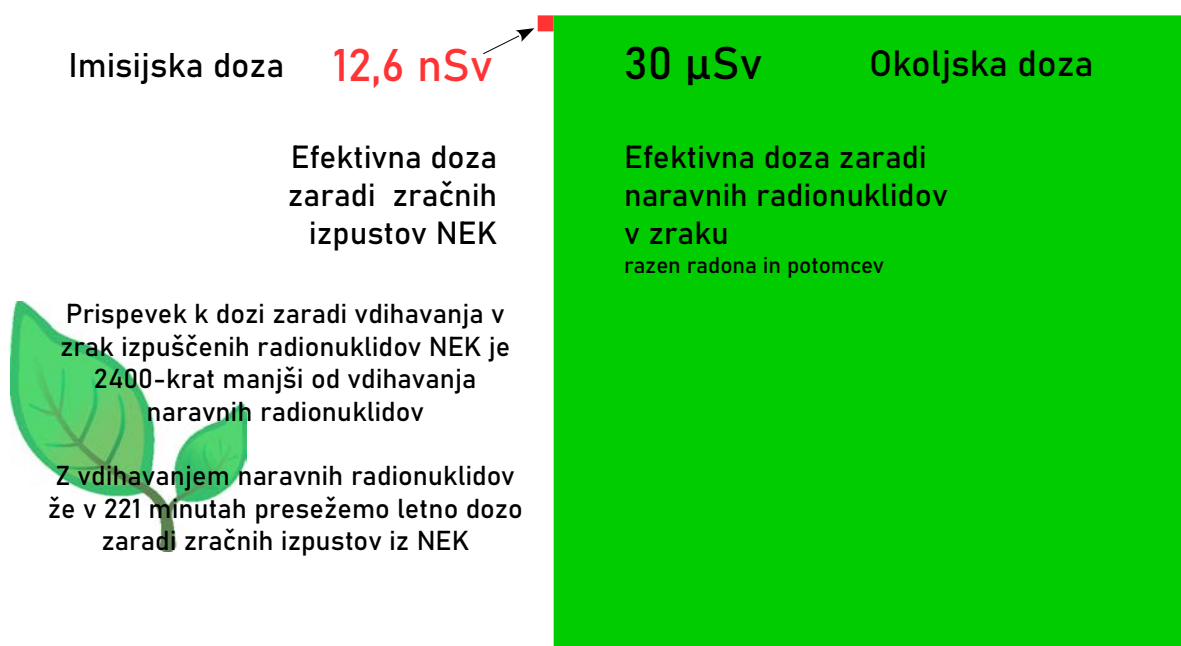 Imisijska doza
12,6 nSv
Efektivna doza
zaradi zračnih
izpustov NEK
Prispevek k dozi zaradi vdihavanja v
zrak izpuščenih radionuklidov NEK je
2400-krat manjši od vdihavanja
naravnih radionuklidov
Z vdihavanjem naravnih radionuklidov
že v 221 minutah presežemo letno dozo
zaradi zračnih izpustov iz NEK
30 µSv
Okoljska doza
Efektivna doza zaradi
naravnih radionuklidov
v zraku
razen radona in potomcev